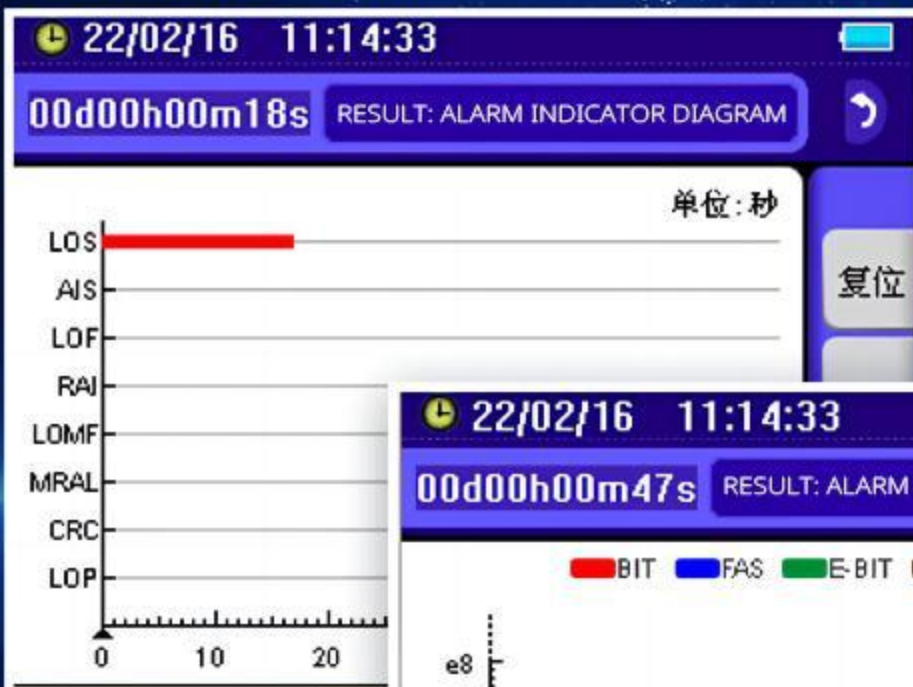 22/02/16 11:14:33
00d00h00m18s RESULT: ALARM INDICATOR DIAGRAM
单位:秒
LOS
AIS
LOF
RAI
LOMF
MRAL
CRC
LOP
0 10 20
复位
22/02/16 11:14:33
00d00h00m47s RESULT: ALARM
BIT FAS E-BIT
e8